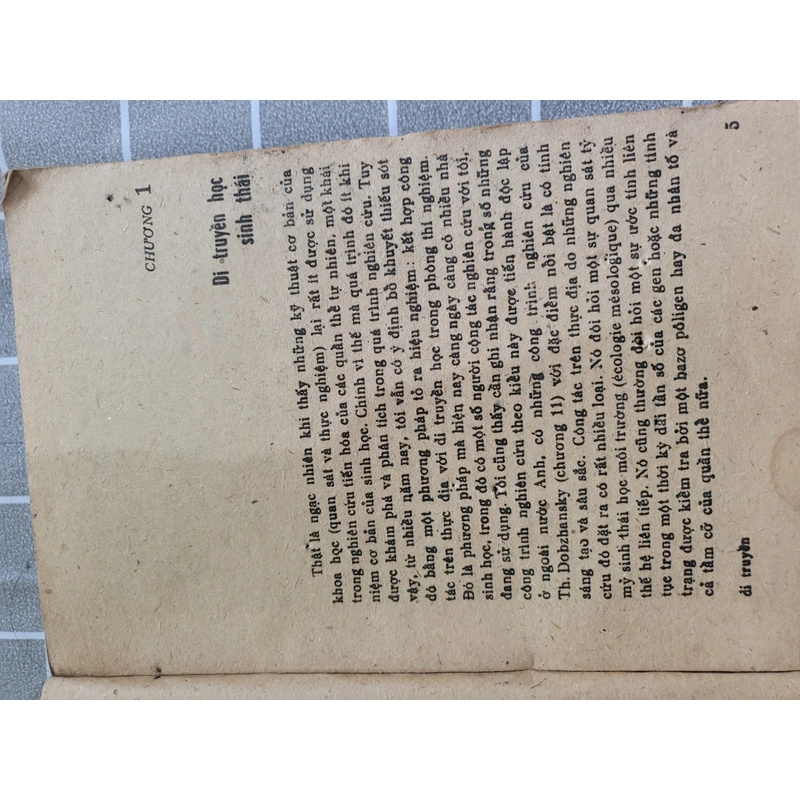 CHƯƠNG 1
Di truyền học
sinh thái
Thật là ngạc nhiên khi thấy những kỹ thuật cơ bản của
khoa học (quan sát và thực nghiệm) lại rất ít được sử dụng
trong nghiên cứu tiến hóa của các quần thể tự nhiên, một khái
niệm cơ bản của sinh học. Chính vì thế mà quá trình đó ít khi
được khám phá và phân tích trong quá trình nghiên cứu. Tuy
vậy, từ nhiều năm nay, tôi vẫn có ý định bổ khuyết thiếu sót
đó bằng một phương pháp tỏ ra hiệu nghiệm: kết hợp công
tác trên thực địa với di truyền học trong phòng thí nghiệm.
Đó là phương pháp mà hiện nay càng ngày càng có nhiều nhà
sinh học, trong đó có một số người cộng tác nghiên cứu với tôi,
đang sử dụng. Tôi cũng thấy cần ghi nhận rằng trong số những
công trình nghiên cứu theo kiểu này được tiến hành độc lập
ở ngoài nước Anh, có những công trình nghiên cứu của
Th. Dobzhansky (chương 11) với đặc điểm nổi bật là có tính
sáng tạo và sâu sắc. Công tác trên thực địa do những nghiên
cứu đó đặt ra có rất nhiều loại. Nó đòi hỏi một sự quan sát tỷ
mỷ sinh thái học môi trường (écologie mésologique) qua nhiều
thế hệ liên tiếp. Nó cũng thường đòi hỏi một sự ước tính liên
tục trong một thời kỳ dài tần số của các gen hoặc những tính
trạng được kiểm tra bởi một bazơ pôligen hay đa nhân tố và
cả tầm cỡ của quần thể nữa.
di truyền
5